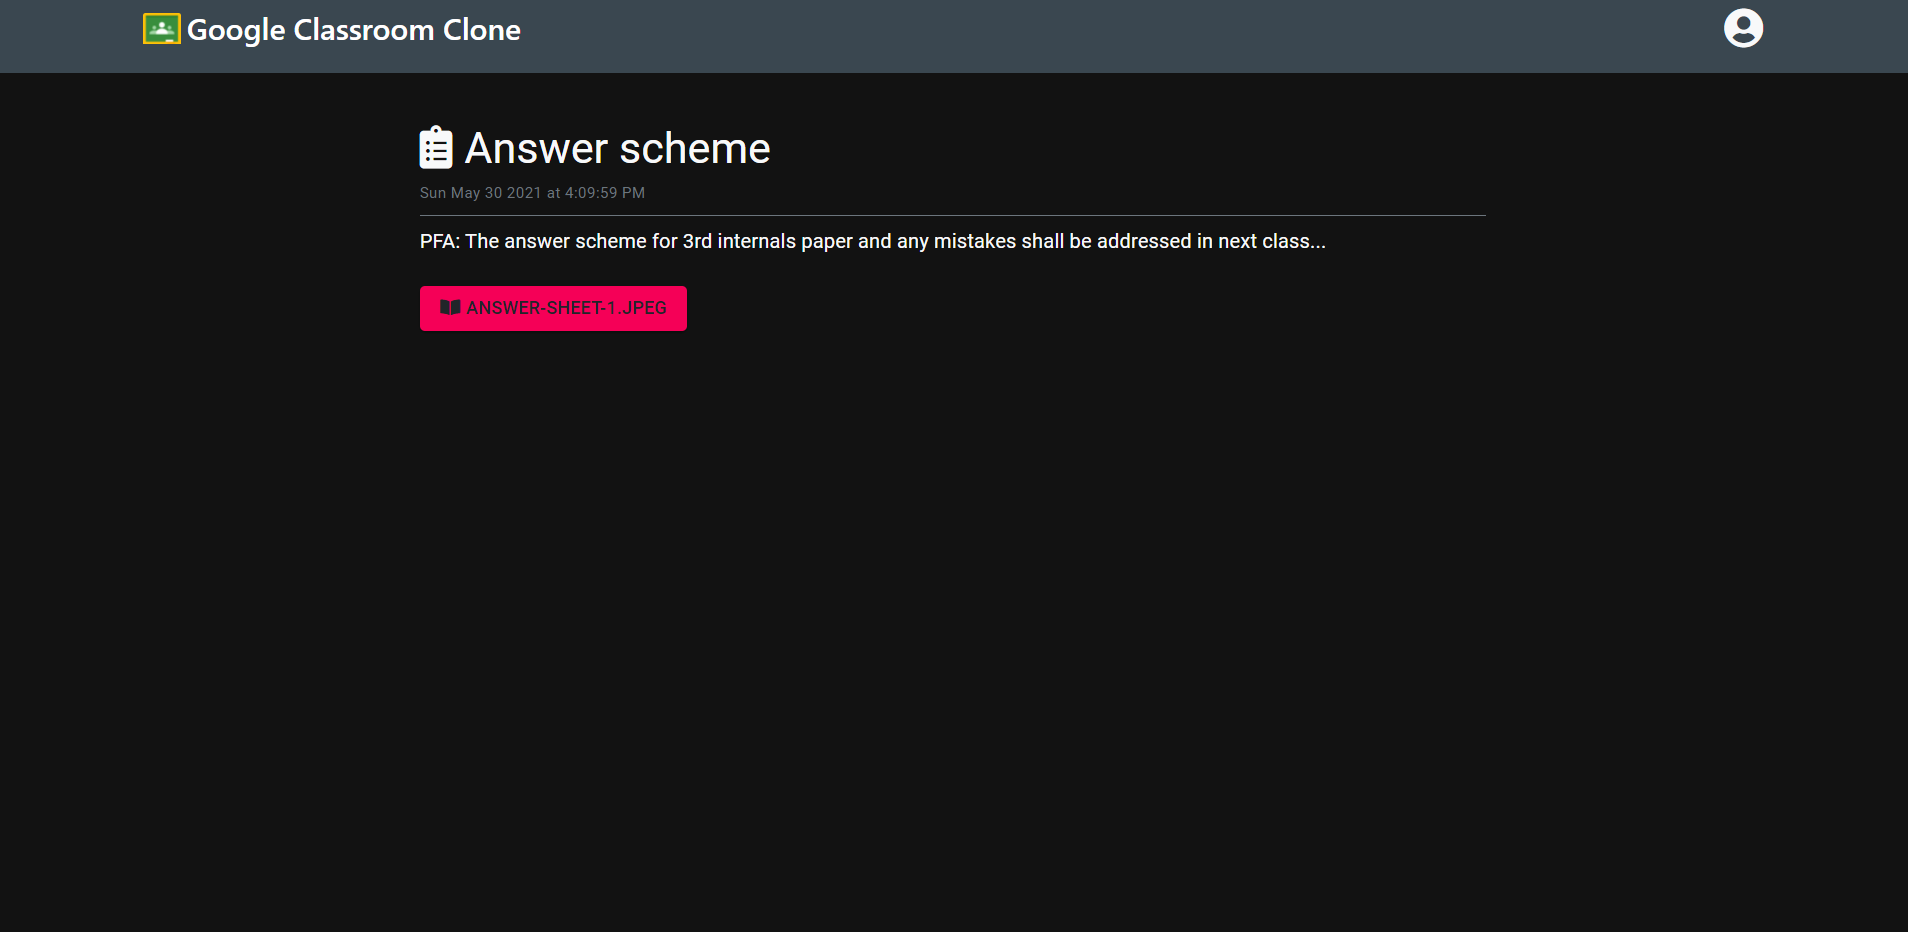 Google Classroom Clone
Answer scheme
Sun May 30 2021 at 4:09:59 PM
PFA: The answer scheme for 3rd internals paper and any mistakes shall be addressed in next class...
ANSWER-SHEET-1.JPEG